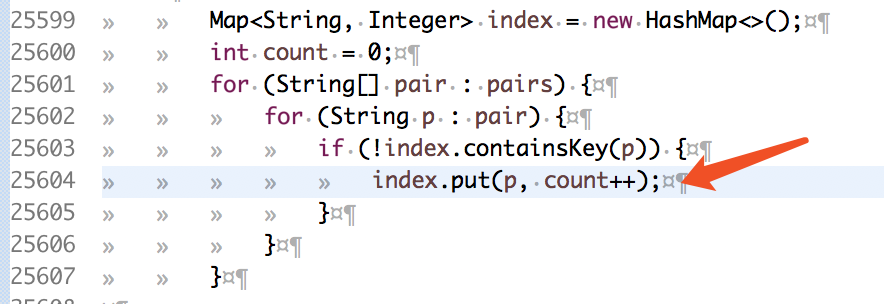 25599 » » Map<String,·Integer>·index·=·new·HashMap<>();¤¶
25600 » » int·count·=·0;¤¶
25601 » » for·(String[]·pair·:·pairs)·{¤¶
25602 » » » for·(String·p·:·pair)·{¤¶
25603 » » » » if·(!index.containsKey(p))·{¤¶
25604 » » » » » index.put(p,·count++);¤¶
25605 » » » » }¤¶
25606 » » » }¤¶
25607 » » }¤¶